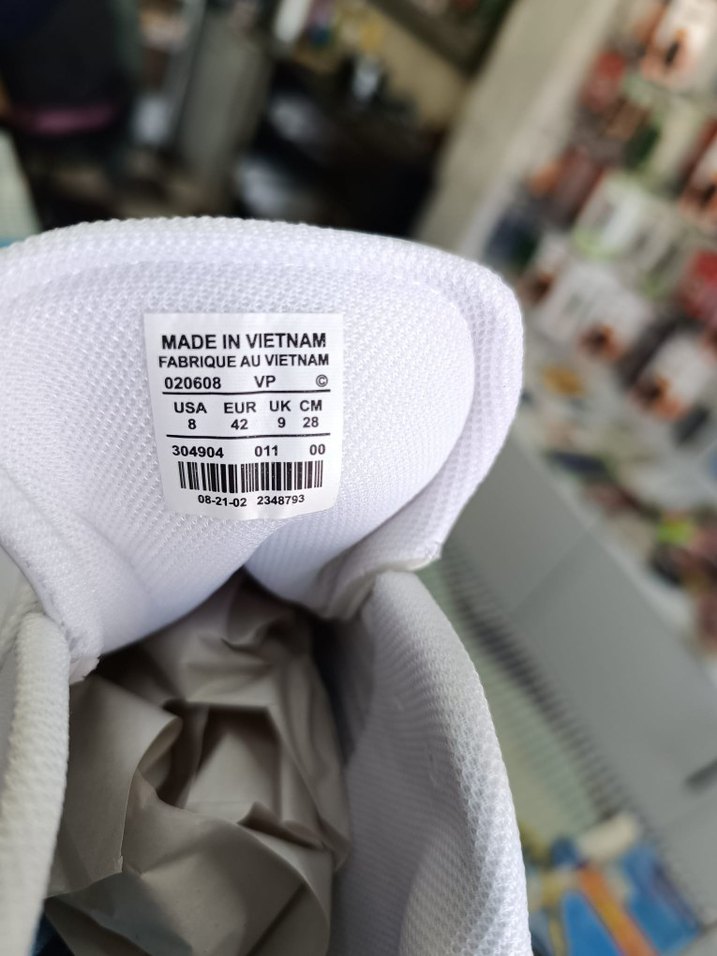 MADE IN VIETNAM
FABRIQUE AU VIETNAM
020608 VP ©
USA EUR UK CM
8 42 9 28
304904 011 00
08-21-02 2348793